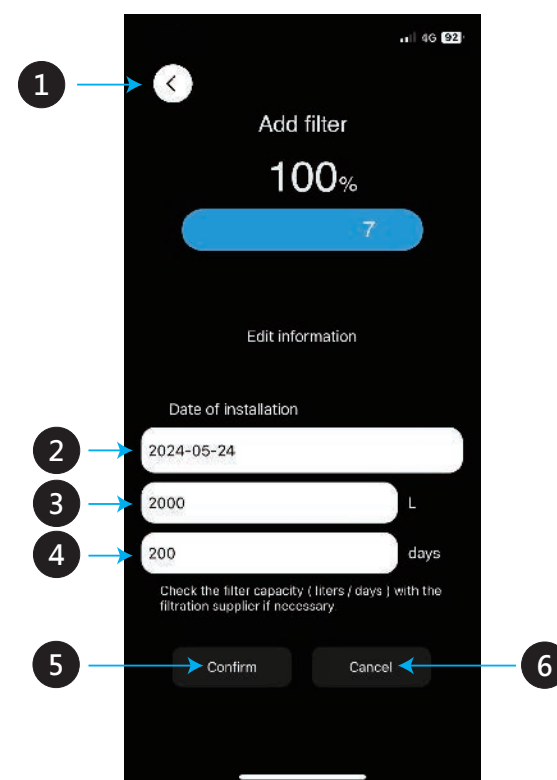 4G 92
1
Add filter
100%
7
Edit information
Date of installation
2 2024-05-24
3 2000 L
4 200 days
Check the filter capacity ( liters / days ) with the
filtration supplier if necessary.
5 Confirm Cancel 6